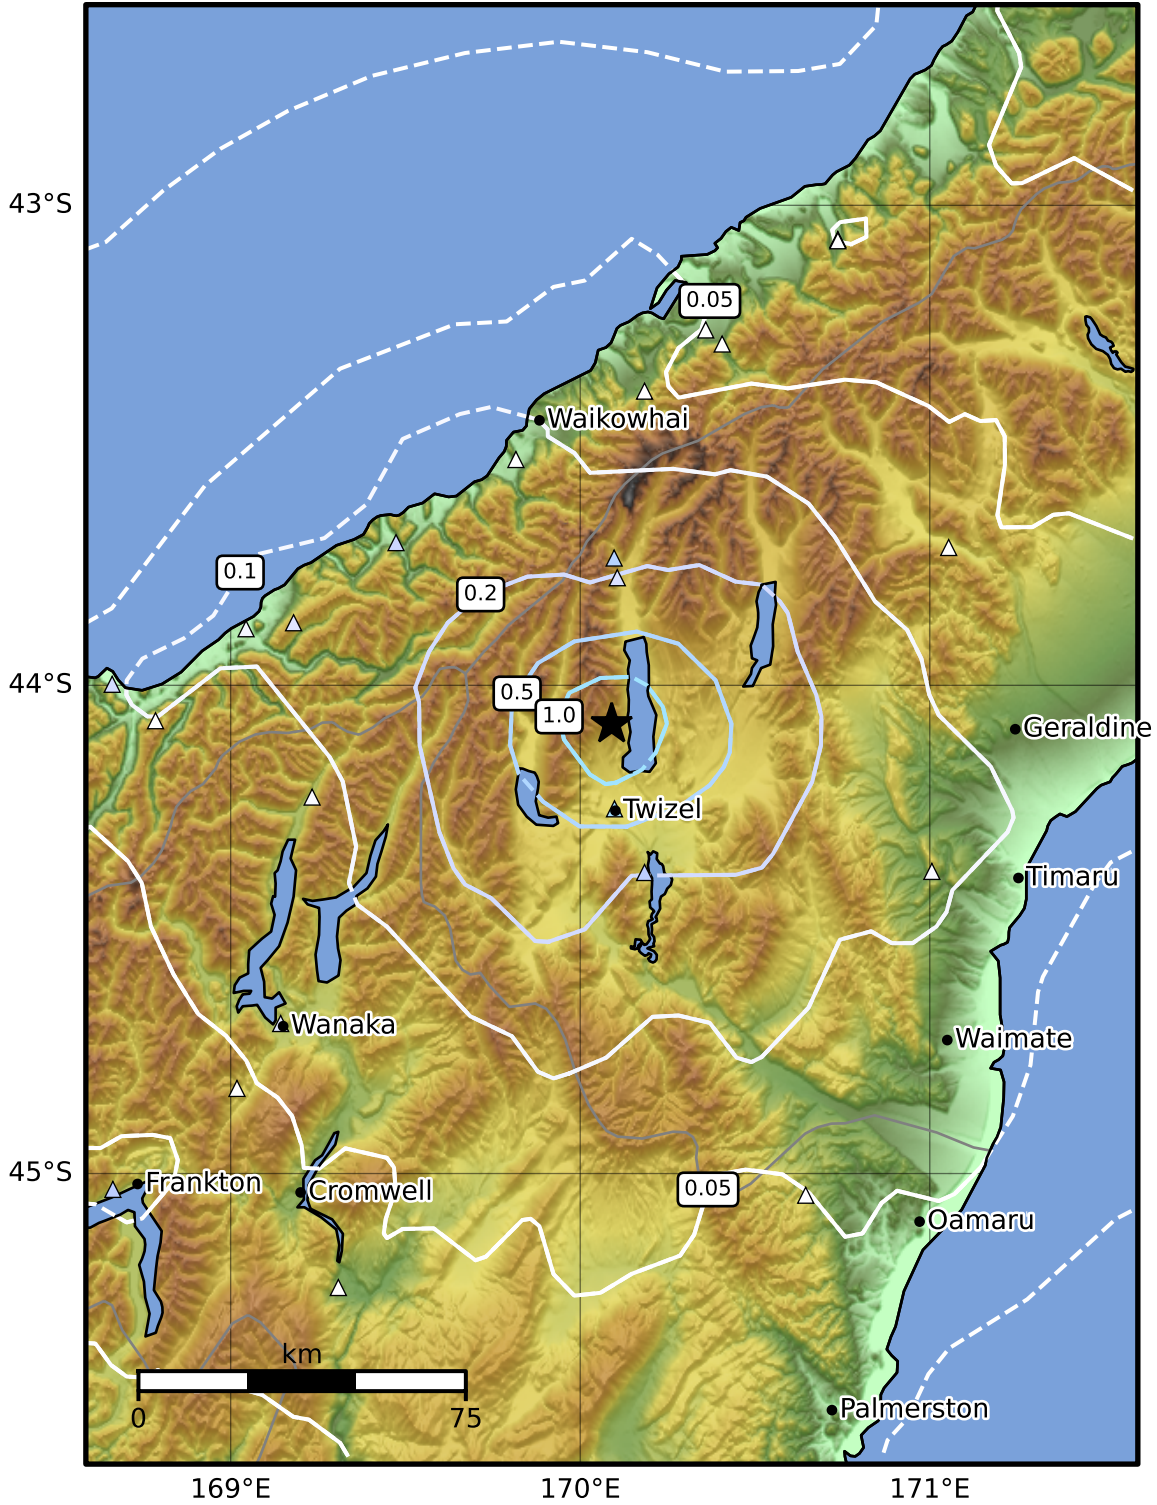 43°S
0.05
Waikowhai
0.1
0.2
44°S
0.5
1.0
Geraldine
Twizel
Timaru
Wanaka
Waimate
45°S
Frankton
Cromwell
0.05
Oamaru
km
0
75
Palmerston
169°E
170°E
171°E